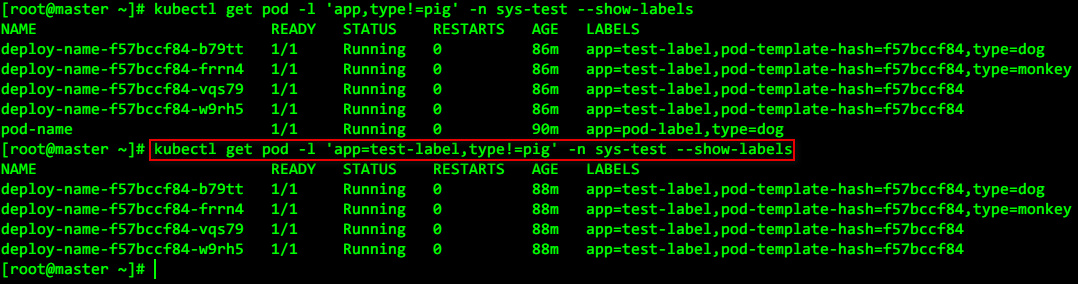 [root@master ~]# kubectl get pod -l 'app,type!=pig' -n sys-test --show-labels
NAME READY STATUS RESTARTS AGE LABELS
deploy-name-f57bccf84-b79tt 1/1 Running 0 86m app=test-label,pod-template-hash=f57bccf84,type=dog
deploy-name-f57bccf84-frrn4 1/1 Running 0 86m app=test-label,pod-template-hash=f57bccf84,type=monkey
deploy-name-f57bccf84-vqs79 1/1 Running 0 86m app=test-label,pod-template-hash=f57bccf84
deploy-name-f57bccf84-w9rh5 1/1 Running 0 86m app=test-label,pod-template-hash=f57bccf84
pod-name 1/1 Running 0 90m app=pod-label,type=dog
[root@master ~]# kubectl get pod -l 'app=test-label,type!=pig' -n sys-test --show-labels
NAME READY STATUS RESTARTS AGE LABELS
deploy-name-f57bccf84-b79tt 1/1 Running 0 88m app=test-label,pod-template-hash=f57bccf84,type=dog
deploy-name-f57bccf84-frrn4 1/1 Running 0 88m app=test-label,pod-template-hash=f57bccf84,type=monkey
deploy-name-f57bccf84-vqs79 1/1 Running 0 88m app=test-label,pod-template-hash=f57bccf84
deploy-name-f57bccf84-w9rh5 1/1 Running 0 88m app=test-label,pod-template-hash=f57bccf84
[root@master ~]#